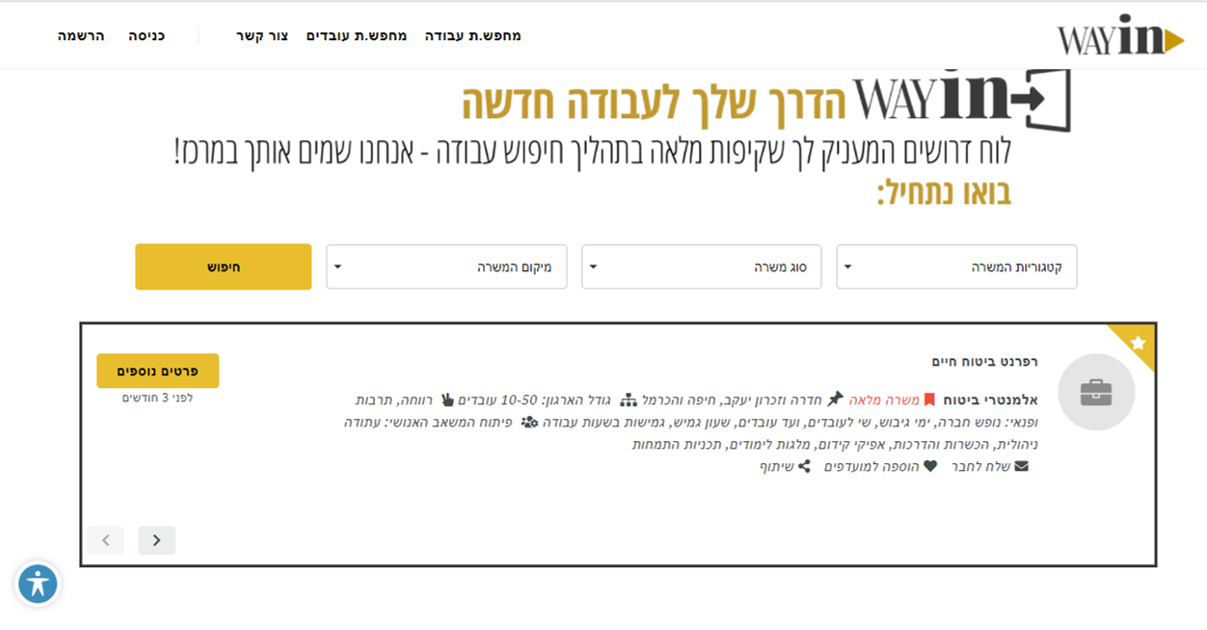 WAYin
מחפש.ת עבודה מחפש.ת עובדים צור קשר כניסה הרשמה
WAYin הדרך שלך לעבודה חדשה
לוח דרושים המעניק לך שקיפות מלאה בתהליך חיפוש עבודה - אנחנו שמים אותך במרכז!
בואו נתחיל:
קטגוריות המשרה סוג משרה מיקום המשרה חיפוש
רפרנט ביטוח חיים
פרטים נוספים
לפני 3 חודשים
אלמנטרי ביטוח משרה מלאה חדרה וזכרון יעקב, חיפה והכרמל גודל הארגון: 10-50 עובדים רווחה, תרבות
ופנאי: נופש חברה, ימי גיבוש, שי לעובדים, ועד עובדים, שעון גמיש, גמישות בשעות עבודה פיתוח המשאב האנושי: עתודה
ניהולית, הכשרות והדרכות, אפיקי קידום, מלגות לימודים, תכניות התמחות
שלח לחבר הוספה למועדפים שיתוף